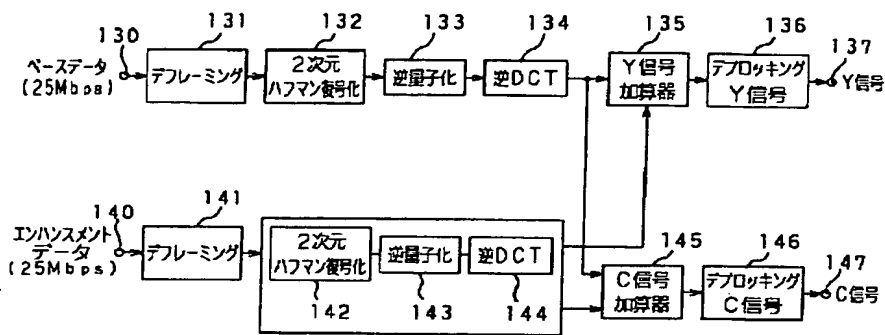 130
131
132
133
134
135
136
137
ベースデータ
(25Mbps)
デフレーミング
2次元
ハフマン復号化
逆量子化
逆DCT
Y信号
加算器
デブロッキング
Y信号
Y信号
140
141
エンハンスメント
データ
(25Mbps)
デフレーミング
2次元
ハフマン復号化
逆量子化
逆DCT
142
143
144
145
146
147
C信号
加算器
デブロッキング
C信号
C信号